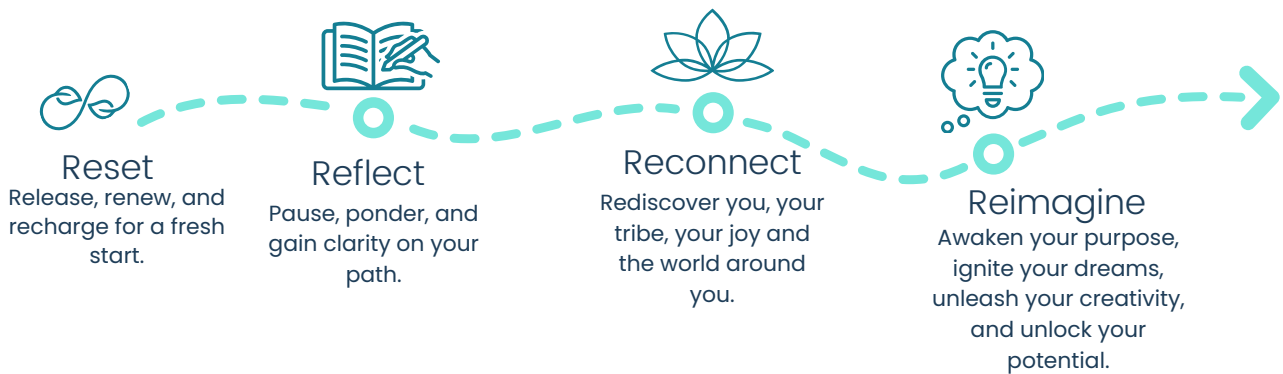 Reset
Release, renew, and
recharge for a fresh
start.
Reflect
Pause, ponder, and
gain clarity on your
path.
Reconnect
Rediscover you, your
tribe, your joy and
the world around
you.
Reimagine
Awaken your purpose,
ignite your dreams,
unleash your creativity,
and unlock your
potential.